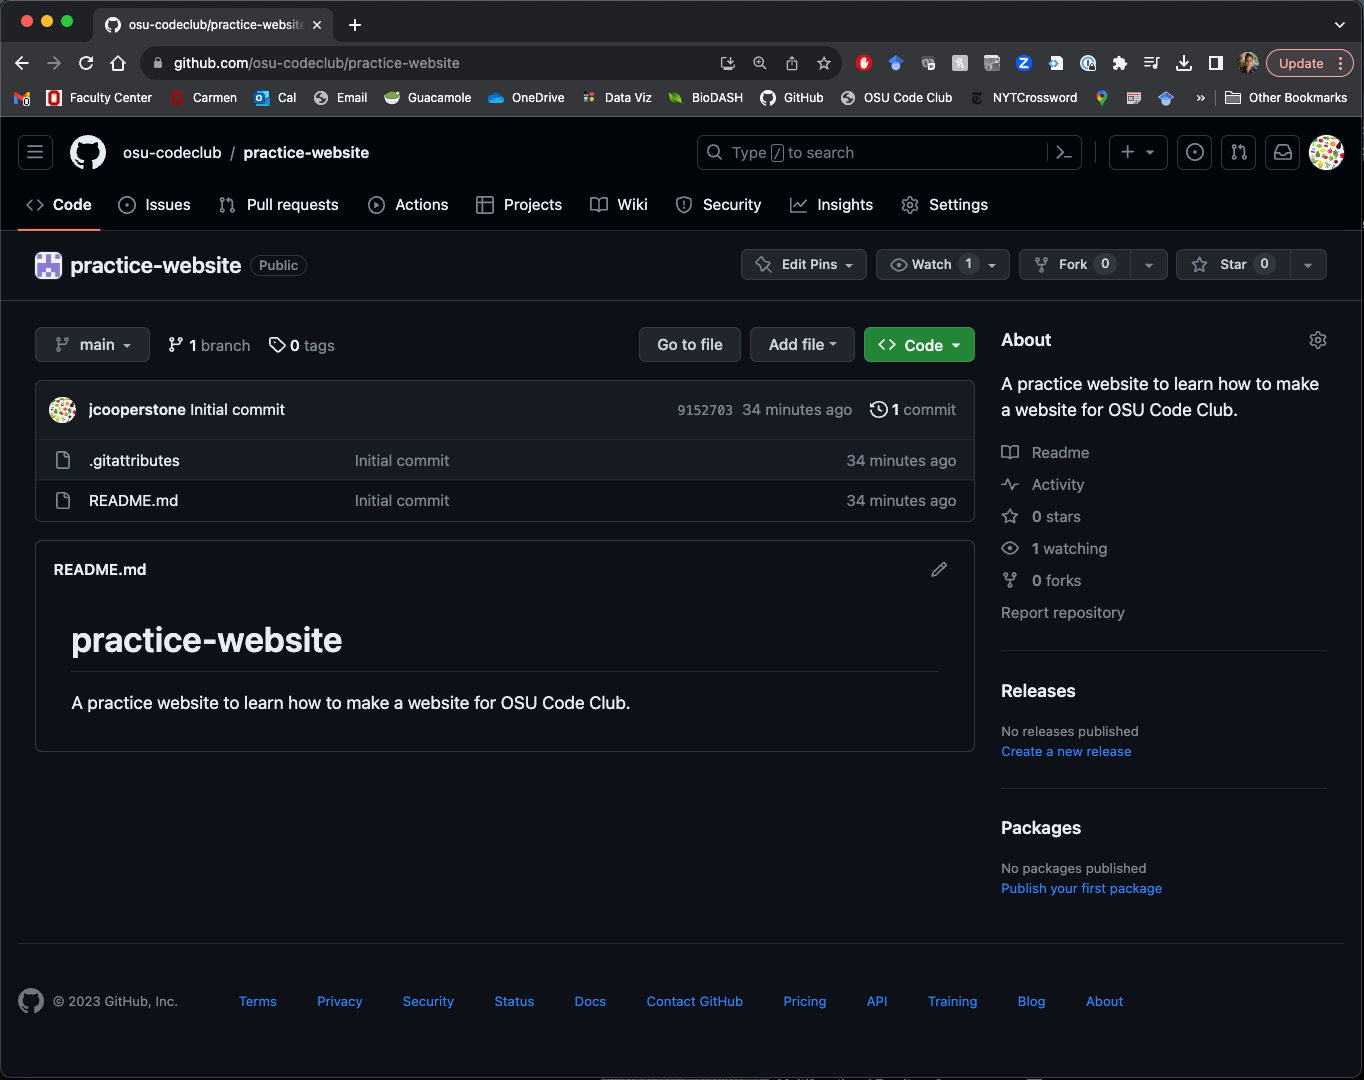 osu-codeclub/practice-website
github.com/osu-codeclub/practice-website
Update
Faculty Center Carmen Cal Email Guacamole OneDrive Data Viz BioDASH GitHub OSU Code Club NYTCrossword » Other Bookmarks
osu-codeclub / practice-website
Type / to search
Code Issues Pull requests Actions Projects Wiki Security Insights Settings
practice-website Public
Edit Pins Watch 1 Fork 0 Star 0
main 1 branch 0 tags Go to file Add file Code
jcooperstone Initial commit 9152703 34 minutes ago 1 commit
.gitattributes Initial commit 34 minutes ago
README.md Initial commit 34 minutes ago
README.md
practice-website
A practice website to learn how to make a website for OSU Code Club.
About
A practice website to learn how to make
a website for OSU Code Club.
Readme
Activity
0 stars
1 watching
0 forks
Report repository
Releases
No releases published
Create a new release
Packages
No packages published
Publish your first package
© 2023 GitHub, Inc. Terms Privacy Security Status Docs Contact GitHub Pricing API Training Blog About